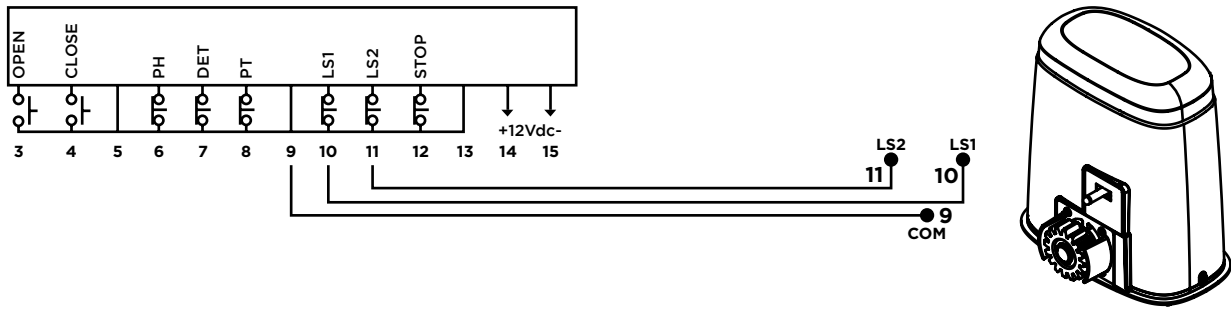 OPEN
CLOSE
PH
DET
PT
LS1
LS2
STOP
+12Vdc-
3 4 5 6 7 8 9 10 11 12 13 14 15
LS2 LS1
11 10
9
COM